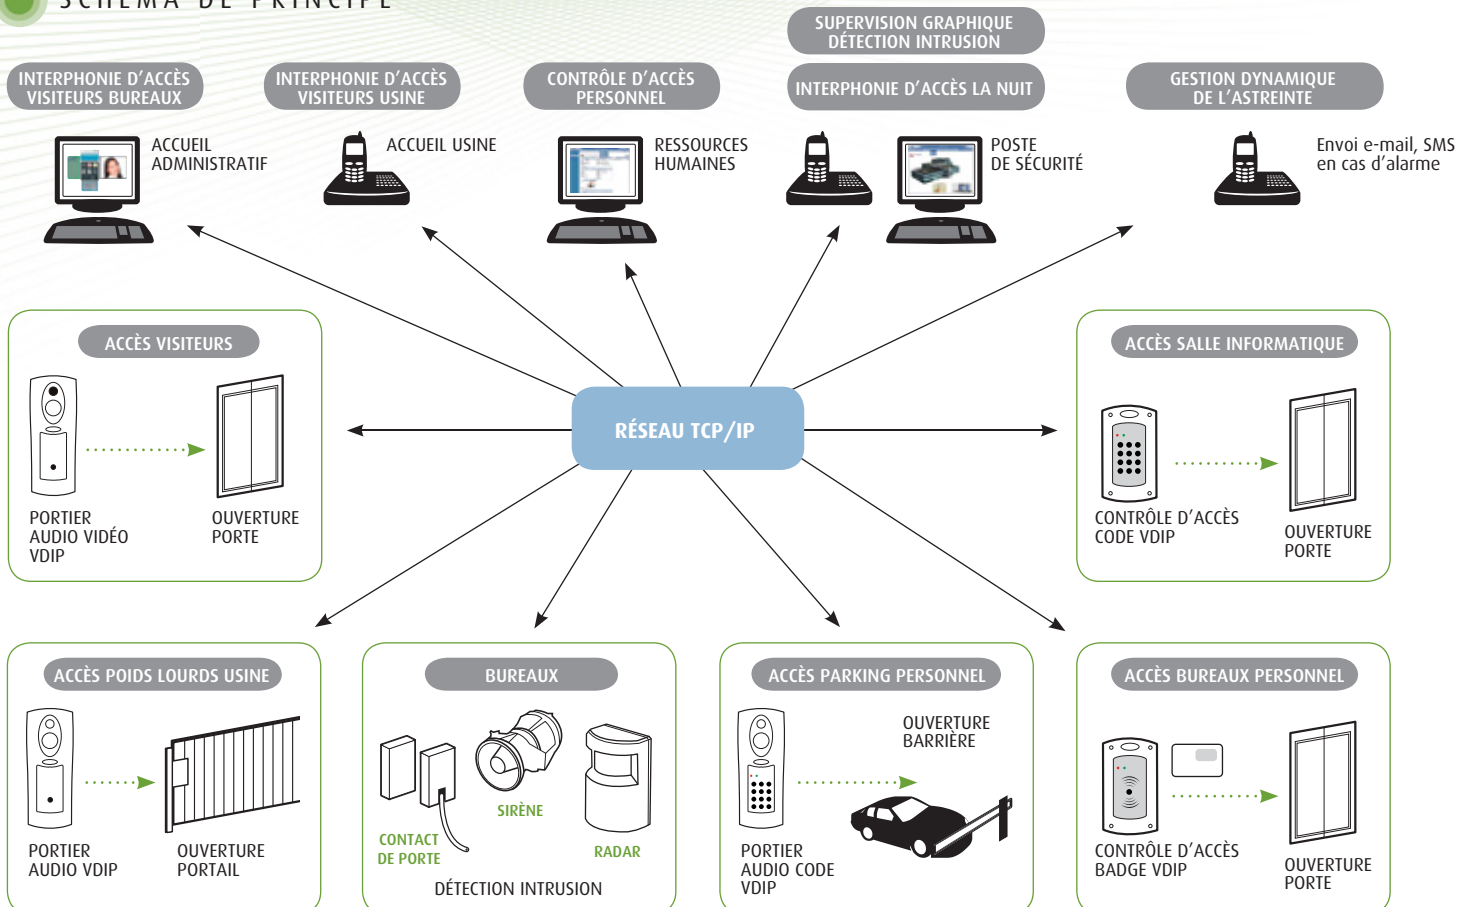 SCHÉMA DE PRINCIPE
SUPERVISION GRAPHIQUE
DÉTECTION INTRUSION
INTERPHONIE D'ACCÈS
VISITEURS BUREAUX
INTERPHONIE D'ACCÈS
VISITEURS USINE
CONTRÔLE D'ACCÈS
PERSONNEL
INTERPHONIE D'ACCÈS LA NUIT
GESTION DYNAMIQUE
DE L'ASTREINTE
ACCUEIL
ADMINISTRATIF
ACCUEIL USINE
RESSOURCES
HUMAINES
POSTE
DE SÉCURITÉ
Envoi e-mail, SMS
en cas d'alarme
ACCÈS VISITEURS
PORTIER
AUDIO VIDÉO
VDIP
OUVERTURE
PORTE
RÉSEAU TCP/IP
ACCÈS SALLE INFORMATIQUE
CONTRÔLE D'ACCÈS
CODE VDIP
OUVERTURE
PORTE
ACCÈS POIDS LOURDS USINE
PORTIER
AUDIO VDIP
OUVERTURE
PORTAIL
BUREAUX
CONTACT
DE PORTE
SIRÈNE
RADAR
DÉTECTION INTRUSION
ACCÈS PARKING PERSONNEL
OUVERTURE
BARRIÈRE
PORTIER
AUDIO CODE
VDIP
ACCÈS BUREAUX PERSONNEL
CONTRÔLE D'ACCÈS
BADGE VDIP
OUVERTURE
PORTE